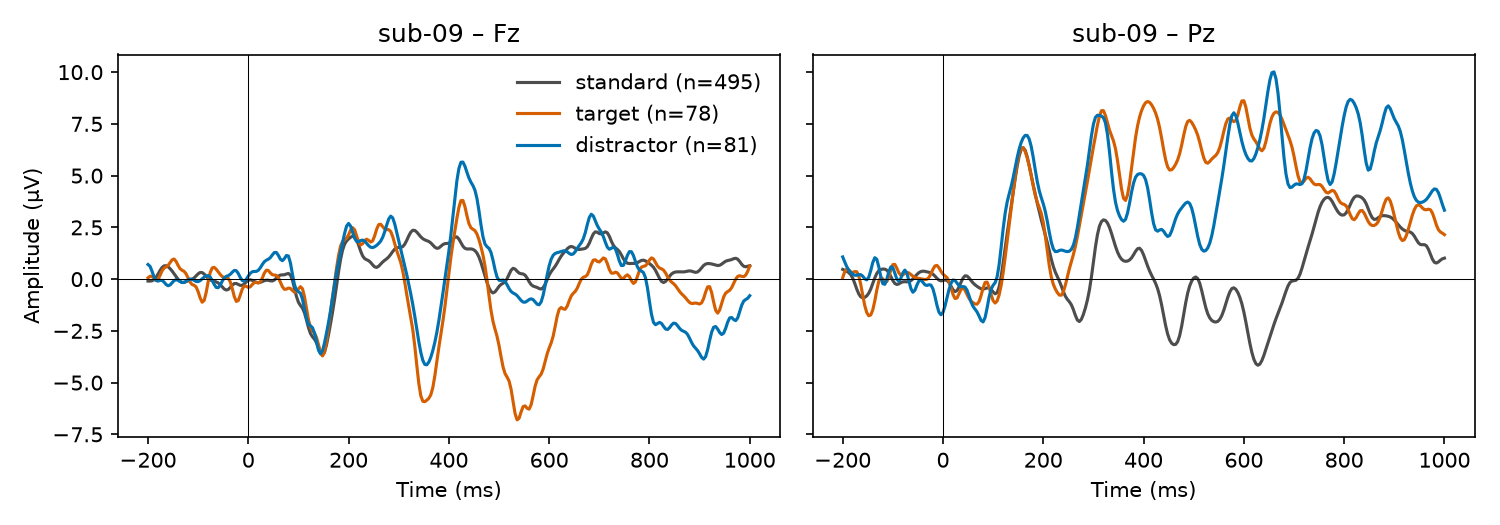 sub-09 – Fz
sub-09 – Pz
standard (n=495)
target (n=78)
distractor (n=81)
Amplitude (µV)
10.0
7.5
5.0
2.5
0.0
−2.5
−5.0
−7.5
−200 0 200 400 600 800 1000
−200 0 200 400 600 800 1000
Time (ms)
Time (ms)